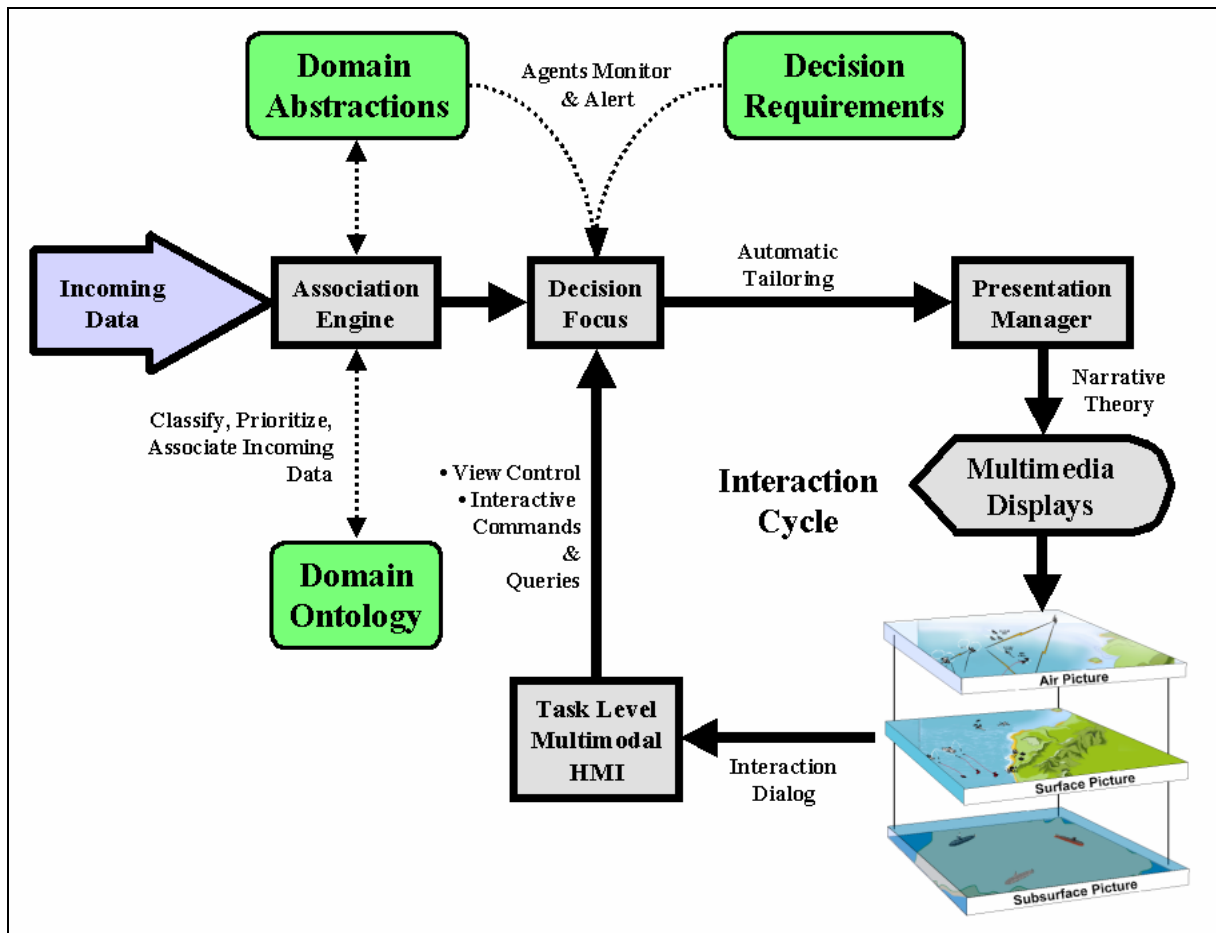 Domain
Abstractions
Agents Monitor
& Alert
Decision
Requirements
Incoming
Data
Association
Engine
Decision
Focus
Automatic
Tailoring
Presentation
Manager
Narrative
Theory
Classify, Prioritize,
Associate Incoming
Data
• View Control
• Interactive
Commands
&
Queries
Interaction
Cycle
Multimedia
Displays
Domain
Ontology
Task Level
Multimodal
HMI
Interaction
Dialog
Air Picture
Surface Picture
Subsurface Picture